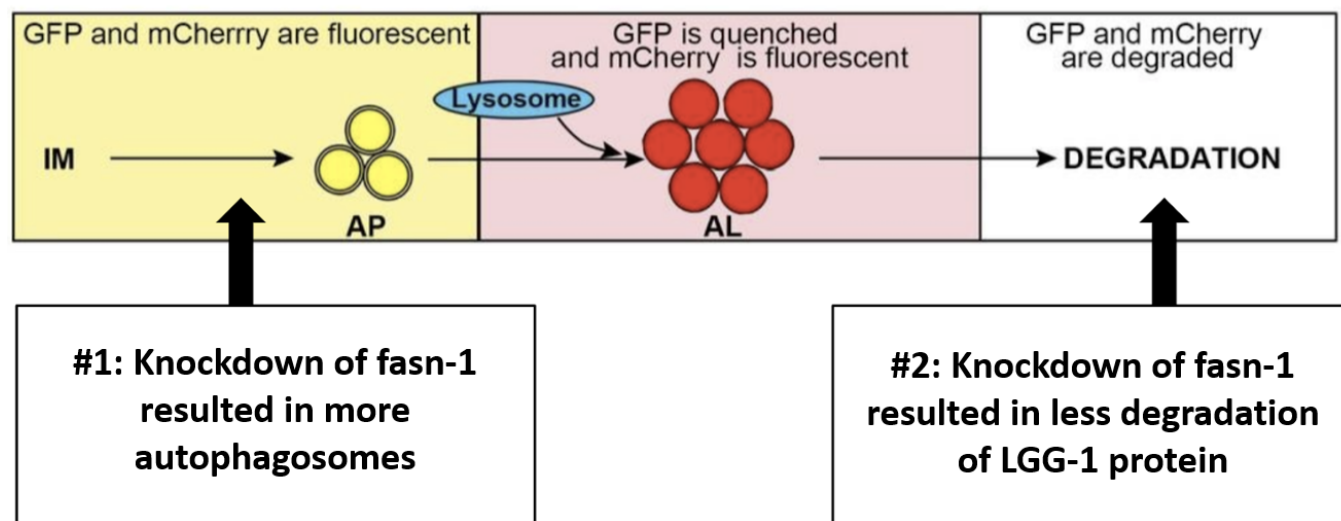 GFP and mCherrry are fluorescent
GFP is quenched
and mCherry is fluorescent
GFP and mCherry
are degraded
Lysosome
IM
DEGRADATION
AP
AL
#1: Knockdown of fasn-1
resulted in more
autophagosomes
#2: Knockdown of fasn-1
resulted in less degradation
of LGG-1 protein